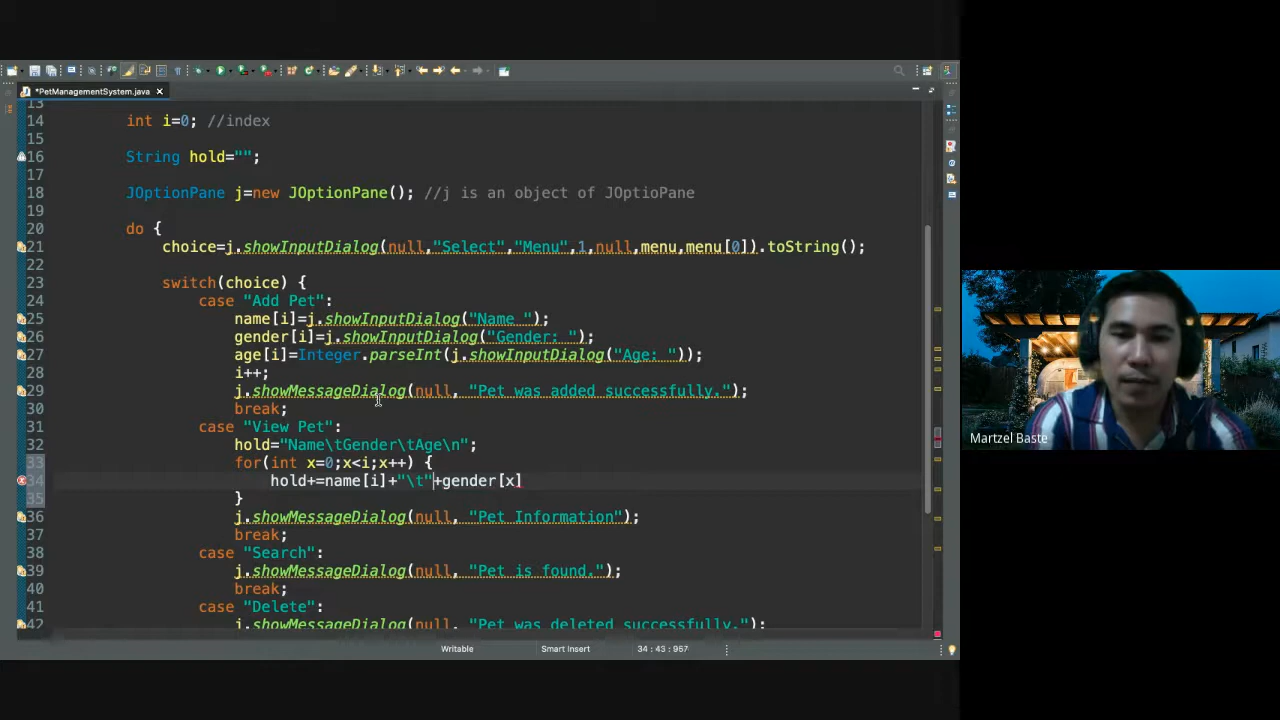 *PetManagementSystem.java
13
14 int i=0; //index
15
16 String hold="";
17
18 JOptionPane j=new JOptionPane(); //j is an object of JOptioPane
19
20 do {
21 choice=j.showInputDialog(null,"Select","Menu",1,null,menu,menu[0]).toString();
22
23 switch(choice) {
24 case "Add Pet":
25 name[i]=j.showInputDialog("Name ");
26 gender[i]=j.showInputDialog("Gender: ");
27 age[i]=Integer.parseInt(j.showInputDialog("Age: "));
28 i++;
29 j.showMessageDialog(null, "Pet was added successfully.");
30 break;
31 case "View Pet":
32 hold="Name\tGender\tAge\n";
33 for(int x=0;x<i;x++) {
34 hold+=name[i]+"\t"+gender[x]
35 }
36 j.showMessageDialog(null, "Pet Information");
37 break;
38 case "Search":
39 j.showMessageDialog(null, "Pet is found.");
40 break;
41 case "Delete":
42 j.showMessageDialog(null, "Pet was deleted successfully.");
Writable Smart Insert 34 : 43 : 967
Martzel Baste